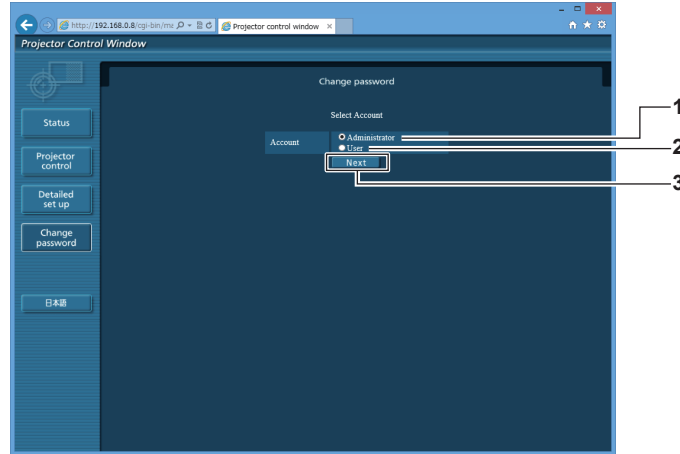 http://192.168.0.8/cgi-bin/ma
Projector control window
Projector Control Window
Change password
Select Account
Account
Administrator
User
Next
Status
Projector
control
Detailed
set up
Change
password
日本語
1
2
3